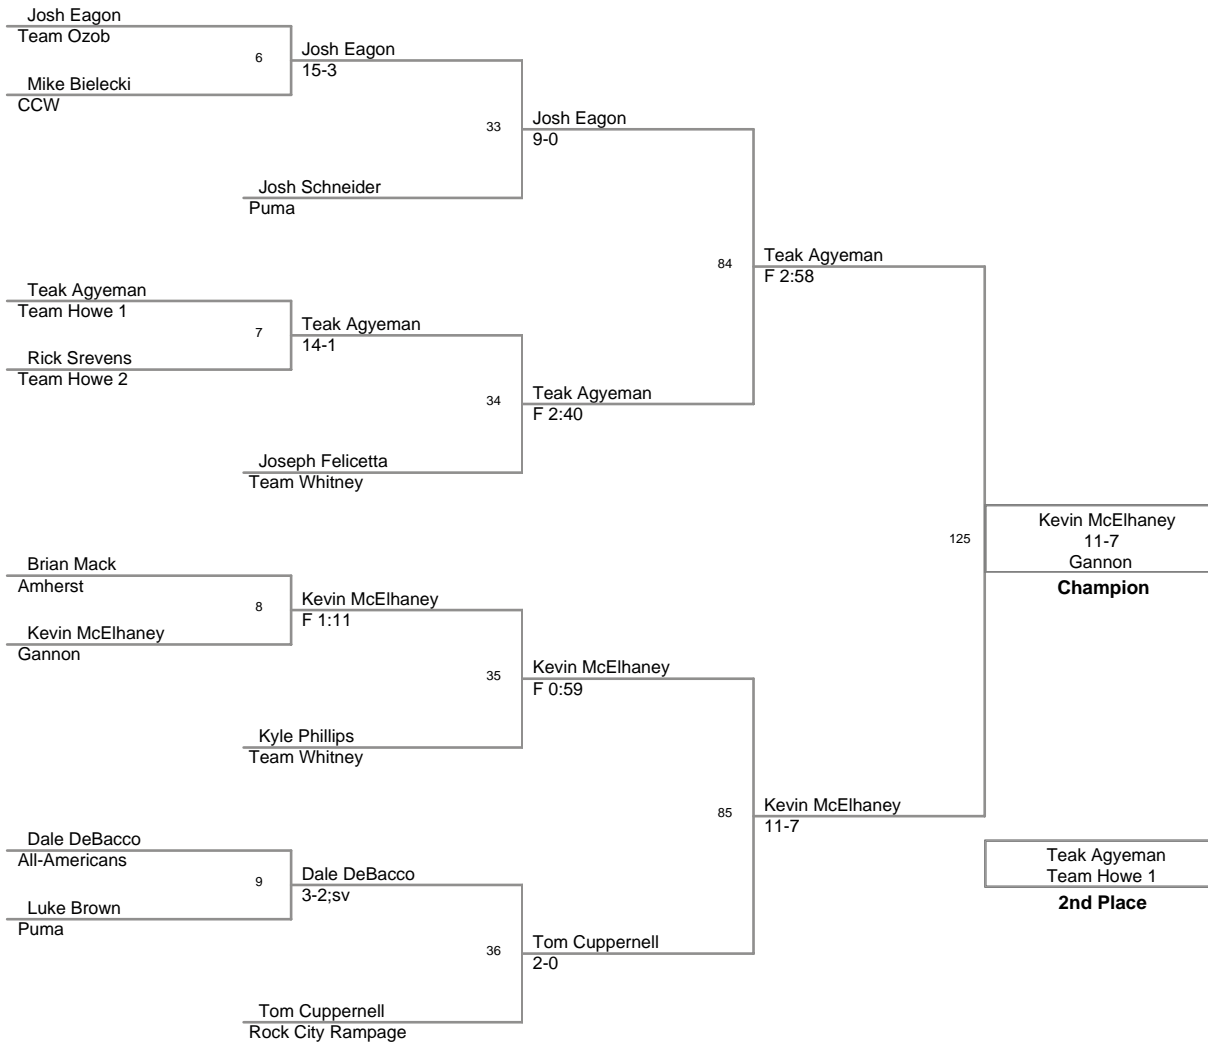 Josh Eagon
Team Ozob
6
Josh Eagon
15-3
Mike Bielecki
CCW
33
Josh Eagon
9-0
Josh Schneider
Puma
84
Teak Agyeman
F 2:58
Teak Agyeman
Team Howe 1
7
Teak Agyeman
14-1
Rick Srevens
Team Howe 2
34
Teak Agyeman
F 2:40
Joseph Felicetta
Team Whitney
125
Kevin McElhaney
11-7
Gannon
Champion
Brian Mack
Amherst
8
Kevin McElhaney
F 1:11
Kevin McElhaney
Gannon
35
Kevin McElhaney
F 0:59
Kyle Phillips
Team Whitney
85
Kevin McElhaney
11-7
Dale DeBacco
All-Americans
9
Dale DeBacco
3-2;sv
Luke Brown
Puma
36
Tom Cuppernell
2-0
Tom Cuppernell
Rock City Rampage
Teak Agyeman
Team Howe 1
2nd Place